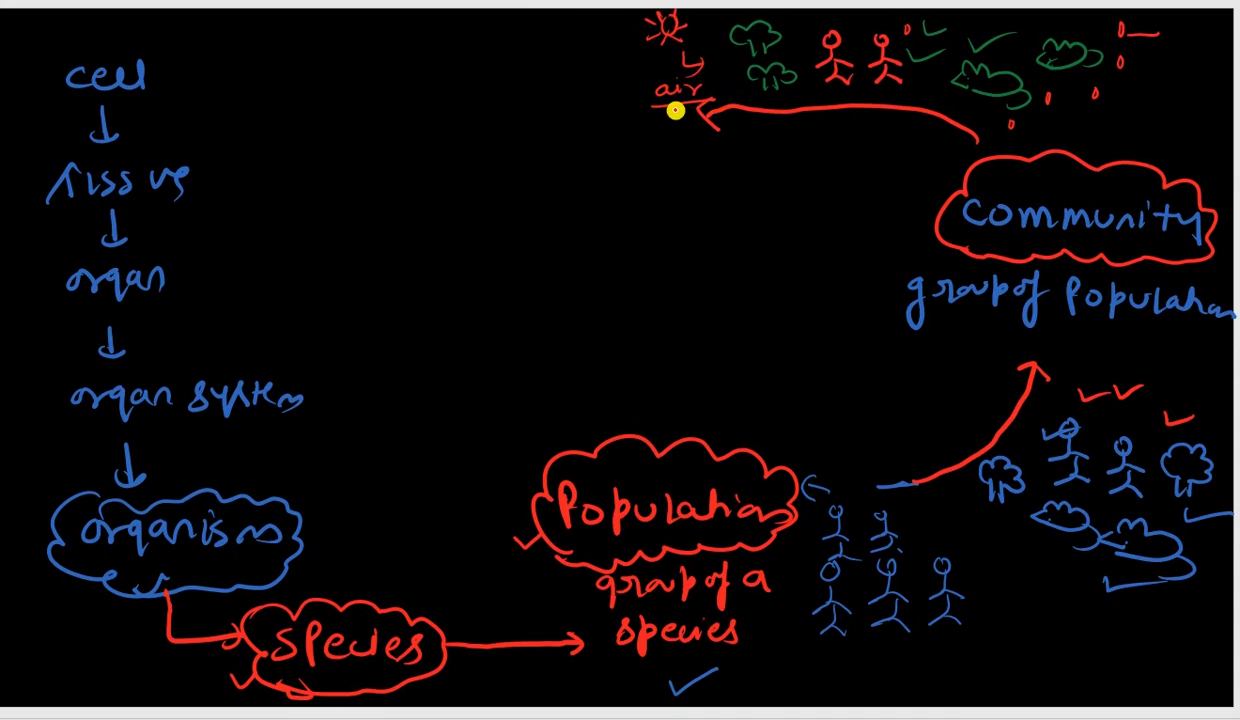 cell
Tissue
organ
organ system
organism
species
Population
group of a
species
community
group of Population
air